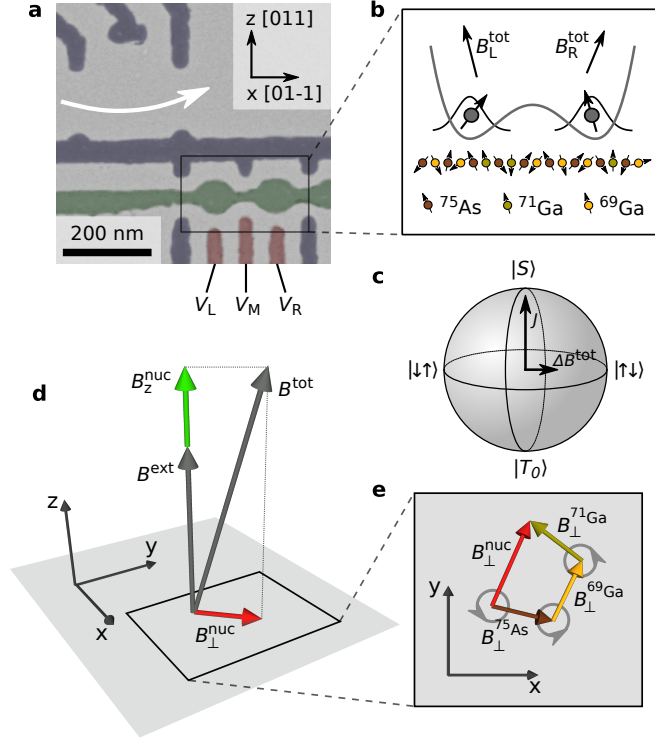 a
z [011]
x [01-1]
200 nm
V_L V_M V_R
b
B_L^tot B_R^tot
⁷⁵As ⁷¹Ga ⁶⁹Ga
c
|S⟩
J
ΔB^tot
|↓↑⟩ |↑↓⟩
|T_0⟩
d
B_z^nuc
B^tot
B^ext
z
y
x
B_⊥^nuc
e
B_⊥^71Ga
B_⊥^nuc
B_⊥^69Ga
y
B_⊥^75As
x